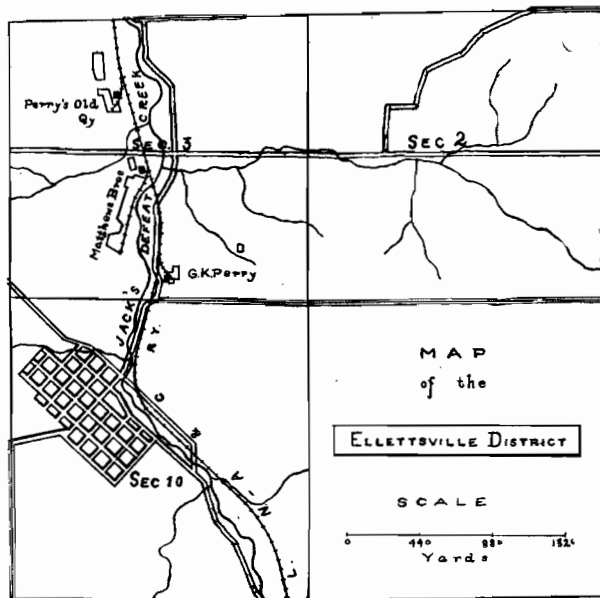 Perry's Old
Qy
CREEK
SEC 3
SEC 2
Matthews Bros
DEFEAT
JACK'S
G.K.Perry
RY.
C
A
N
L.
SEC 10
MAP
of the
ELLETTSVILLE DISTRICT
SCALE
0 440 880 1320
Yards